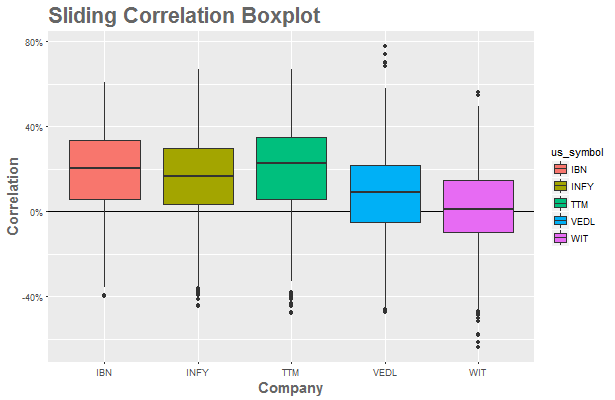 Sliding Correlation Boxplot
80%
40%
0%
-40%
Correlation
IBN
INFY
TTM
VEDL
WIT
Company
us_symbol
IBN
INFY
TTM
VEDL
WIT